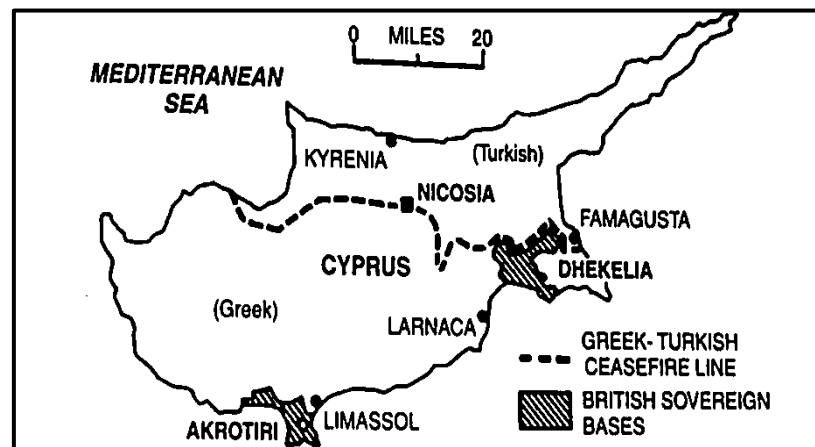 0 MILES 20
MEDITERRANEAN
SEA
KYRENIA
(Turkish)
NICOSIA
FAMAGUSTA
CYPRUS
DHEKELIA
(Greek)
LARNACA
GREEK-TURKISH
CEASEFIRE LINE
BRITISH SOVEREIGN
BASES
AKROTIRI
LIMASSOL